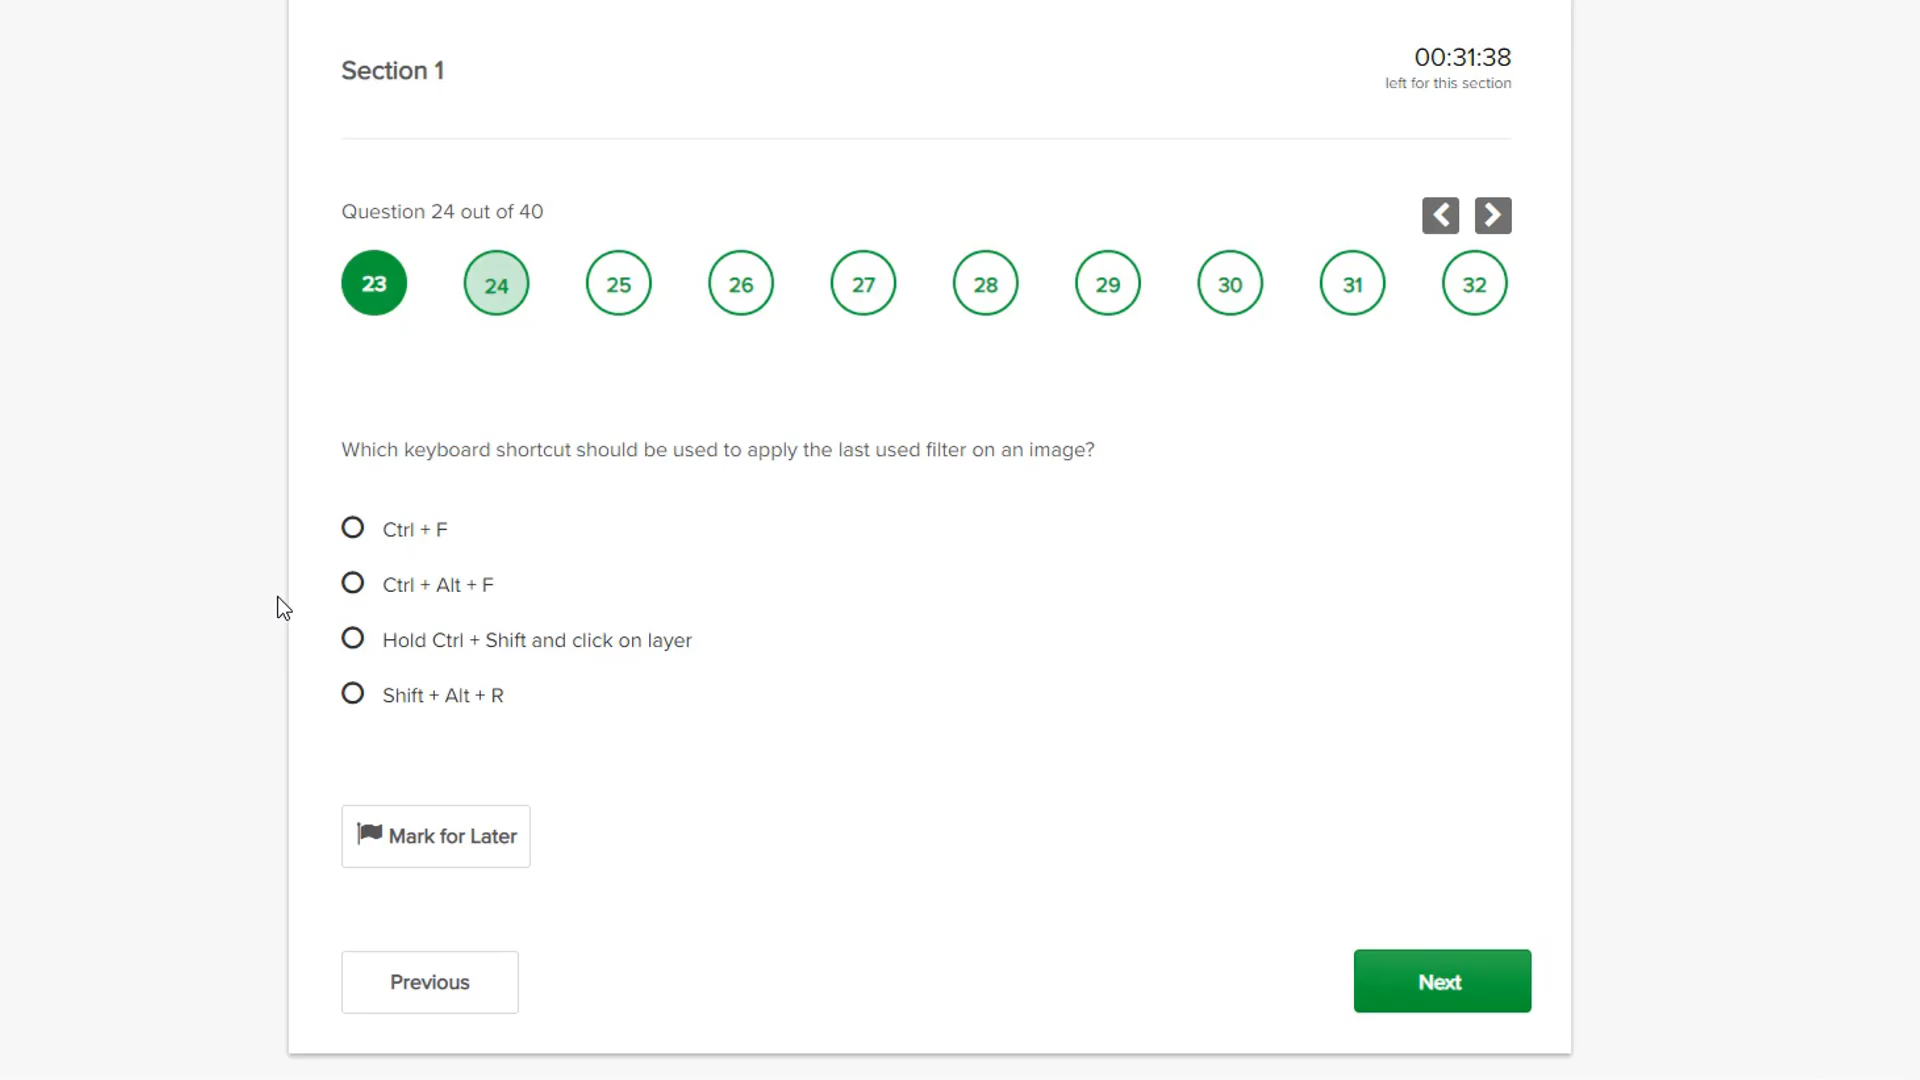 Section 1
00:31:38
left for this section
Question 24 out of 40
23 24 25 26 27 28 29 30 31 32
Which keyboard shortcut should be used to apply the last used filter on an image?
Ctrl + F
Ctrl + Alt + F
Hold Ctrl + Shift and click on layer
Shift + Alt + R
Mark for Later
Previous
Next